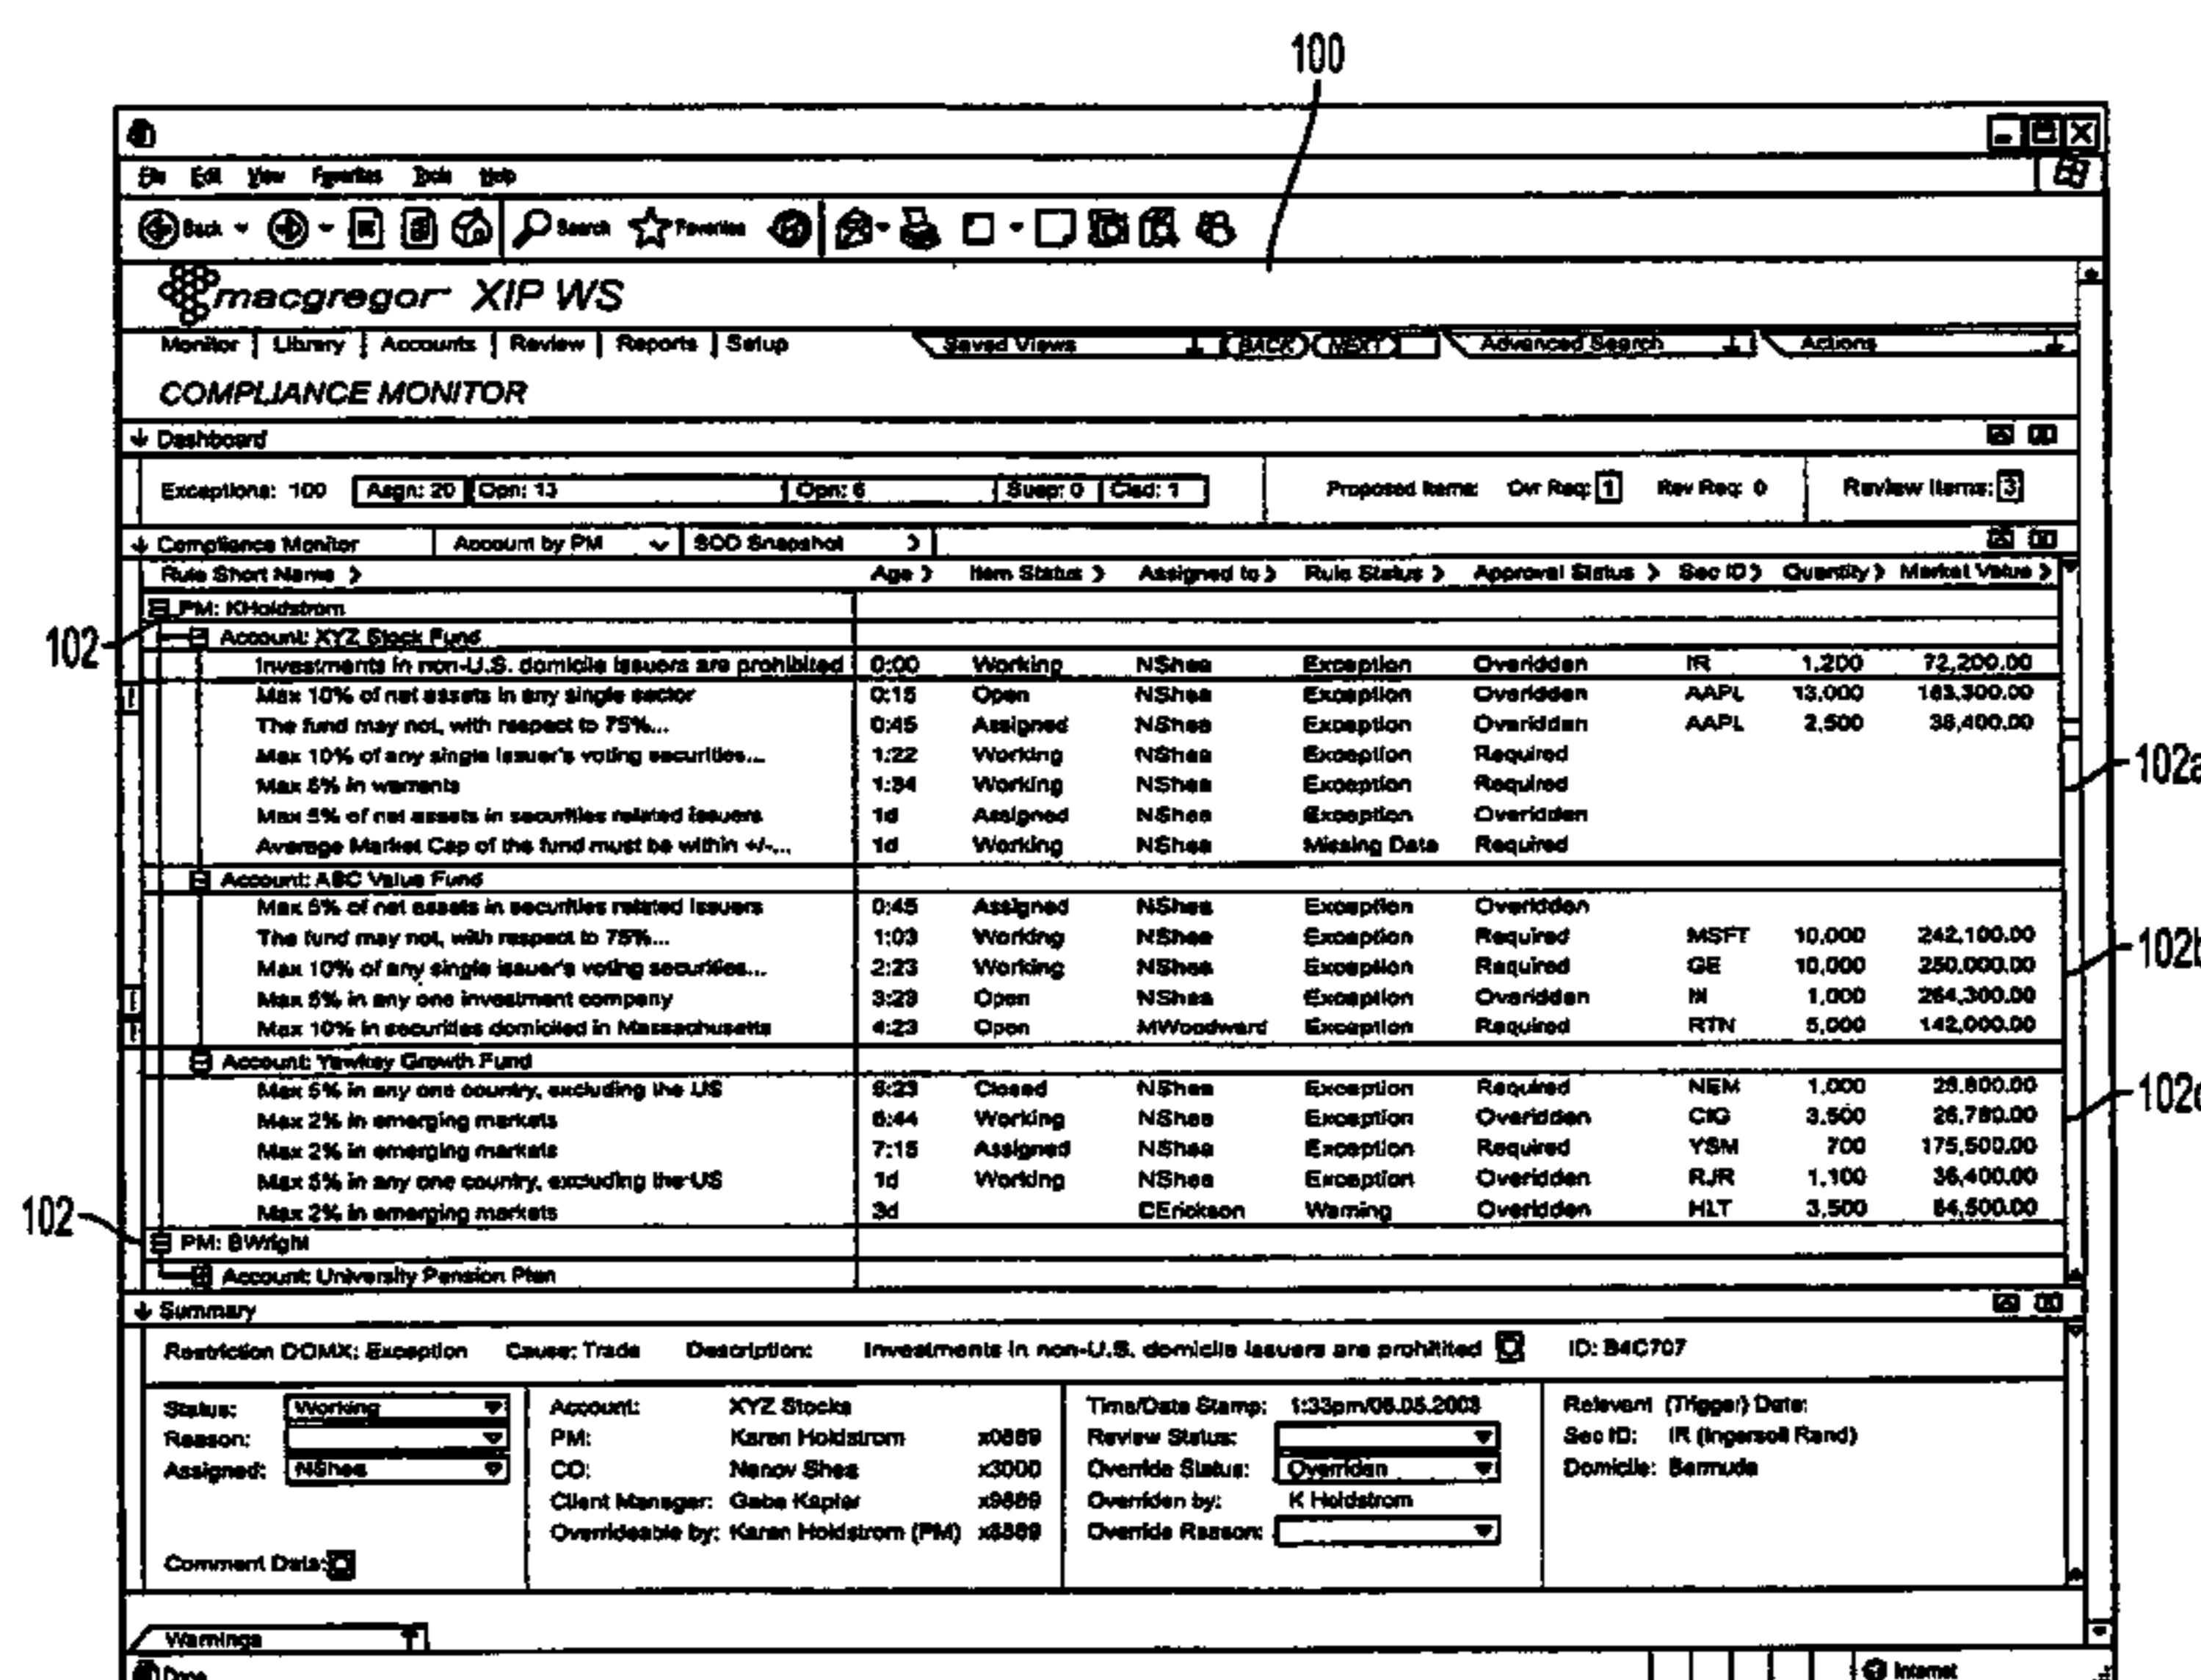 100
File Edit View Favorites Tools Help
Back Search Favorites
macgregor XIP WS
Monitor | Library | Accounts | Review | Reports | Setup Saved Views BACK NEXT Advanced Search Actions
COMPLIANCE MONITOR
Dashboard
Exceptions: 100 Asgn: 20 Opn: 13 Opn: 6 Susp: 0 Clsd: 1 Proposed Items: Ovr Req: 1 Rev Req: 0 Review Items: 3
Compliance Monitor Account by PM SOD Snapshot >
Rule Short Name > Age > Item Status > Assigned to > Rule Status > Approval Status > Sec ID > Quantity > Market Value >
PM: KHoldstrom
102
Account: XYZ Stock Fund
Investments in non-U.S. domicile issuers are prohibited 0:00 Working NShea Exception Overidden IR 1,200 72,200.00
Max 10% of net assets in any single sector 0:15 Open NShea Exception Overidden AAPL 13,000 163,300.00
The fund may not, with respect to 75%... 0:45 Assigned NShea Exception Overidden AAPL 2,500 36,400.00
Max 10% of any single issuer's voting securities... 1:22 Working NShea Exception Required
102a
Max 5% in warrants 1:34 Working NShea Exception Required
Max 5% of net assets in securities related issuers 1d Assigned NShea Exception Overidden
Average Market Cap of the fund must be within +/-... 1d Working NShea Missing Data Required
Account: ABC Value Fund
Max 5% of net assets in securities related issuers 0:45 Assigned NShea Exception Overidden
The fund may not, with respect to 75%... 1:03 Working NShea Exception Required MSFT 10,000 242,100.00
102b
Max 10% of any single issuer's voting securities... 2:23 Working NShea Exception Required GE 10,000 250,000.00
Max 5% in any one investment company 3:23 Open NShea Exception Overidden 1,000 264,300.00
Max 10% in securities domiciled in Massachusetts 4:23 Open MWoodward Exception Required RTN 5,000 142,000.00
Account: Yawkey Growth Fund
Max 5% in any one country, excluding the US 6:23 Closed NShea Exception Required NEM 1,000 25,600.00
102c
Max 2% in emerging markets 6:44 Working NShea Exception Overidden CIG 3,500 26,780.00
Max 2% in emerging markets 7:15 Assigned NShea Exception Required YSM 700 175,500.00
Max 5% in any one country, excluding the US 1d Working NShea Exception Overidden RJR 1,100 36,400.00
Max 2% in emerging markets 3d CErickson Warning Overidden HLT 3,500 84,500.00
102
PM: BWright
Account: University Pension Plan
Summary
Restriction DOMX: Exception Cause: Trade Description: Investments in non-U.S. domicile issuers are prohitited ID: B4C707
Status: Working Account: XYZ Stocks Time/Date Stamp: 1:33pm/06.05.2003 Relevant (Trigger) Data:
Reason: PM: Karen Holdstrom x0889 Review Status: Sec ID: IR (Ingersoll Rand)
Assigned: NShea CO: Nancy Shea x3000 Override Status: Overriden Domicile: Bermuda
Client Manager: Gabe Kapler x9889 Overriden by: K Holdstrom
Overrideable by: Karen Holdstrom (PM) Override Reason:
Comment Data:
Warnings
Done Internet